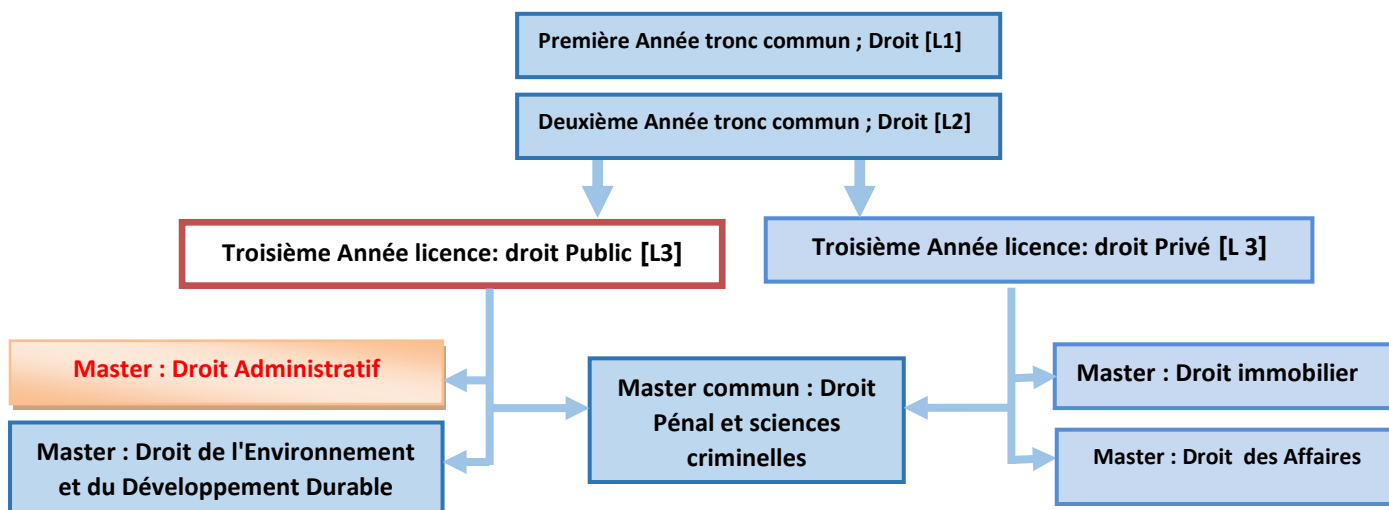 Première Année tronc commun ; Droit [L1]
Deuxième Année tronc commun ; Droit [L2]
Troisième Année licence: droit Public [L3]
Troisième Année licence: droit Privé [L 3]
Master : Droit Administratif
Master : Droit de l'Environnement
et du Développement Durable
Master commun : Droit
Pénal et sciences
criminelles
Master : Droit immobilier
Master : Droit des Affaires